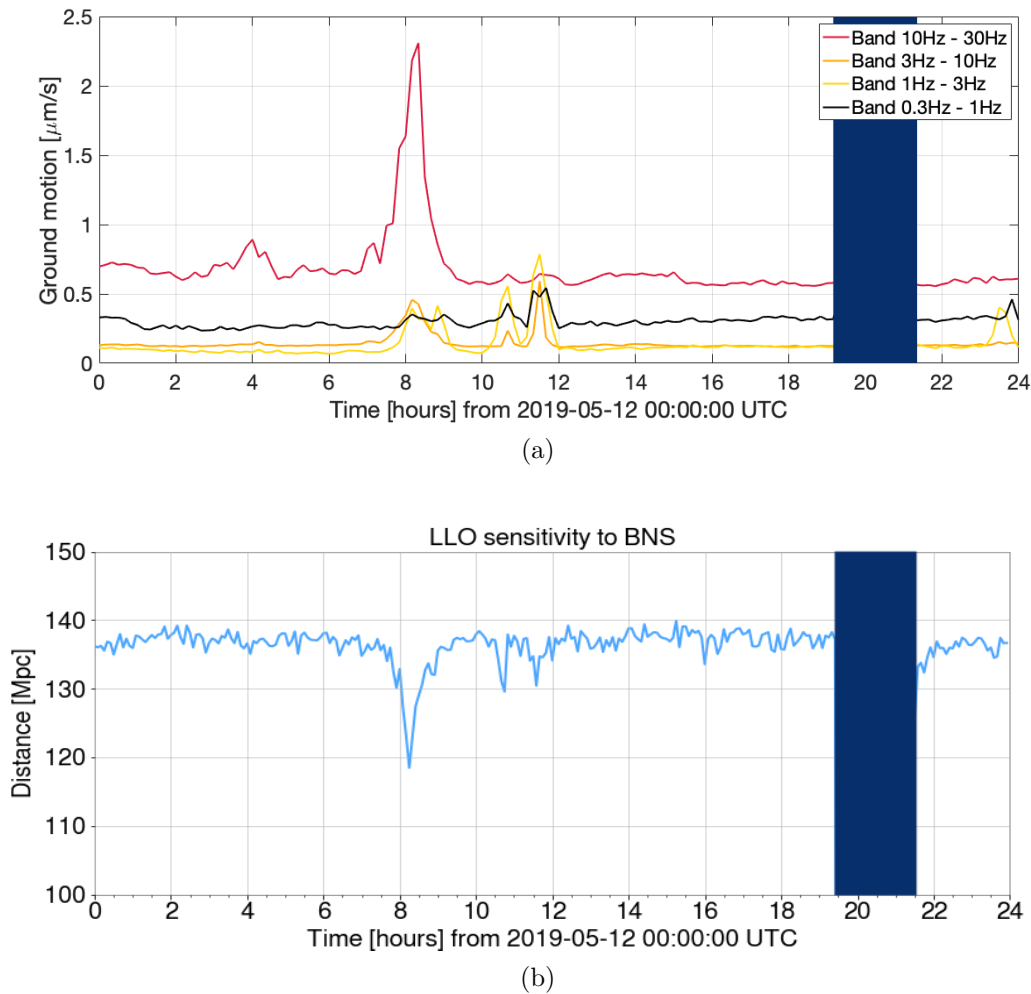 2.5
2
1.5
1
0.5
0
Ground motion [μm/s]
Band 10Hz - 30Hz
Band 3Hz - 10Hz
Band 1Hz - 3Hz
Band 0.3Hz - 1Hz
0 2 4 6 8 10 12 14 16 18 20 22 24
Time [hours] from 2019-05-12 00:00:00 UTC
(a)
LLO sensitivity to BNS
150
140
130
120
110
100
Distance [Mpc]
0 2 4 6 8 10 12 14 16 18 20 22 24
Time [hours] from 2019-05-12 00:00:00 UTC
(b)